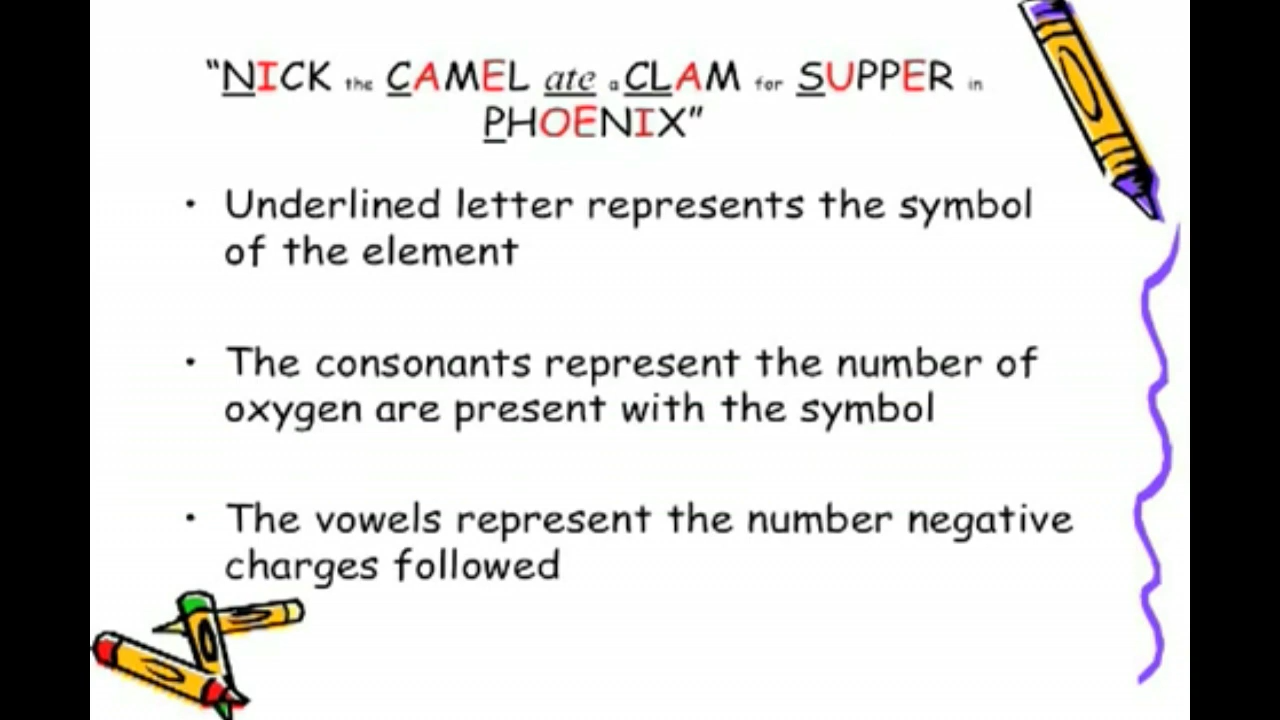 “NICK the CAMEL ate a CLAM for SUPPER in
PHOENIX”
• Underlined letter represents the symbol
of the element
• The consonants represent the number of
oxygen are present with the symbol
• The vowels represent the number negative
charges followed